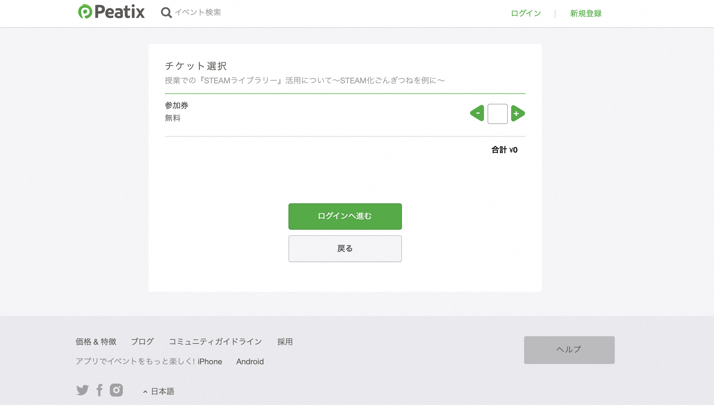 Peatix
イベント検索
ログイン | 新規登録
チケット選択
授業での『STEAMライブラリー』活用について〜STEAM化ごんぎつねを例に〜
参加券
無料
- +
合計 ¥0
ログインへ進む
戻る
価格 & 特徴 ブログ コミュニティガイドライン 採用
アプリでイベントをもっと楽しく! iPhone Android
ヘルプ
日本語